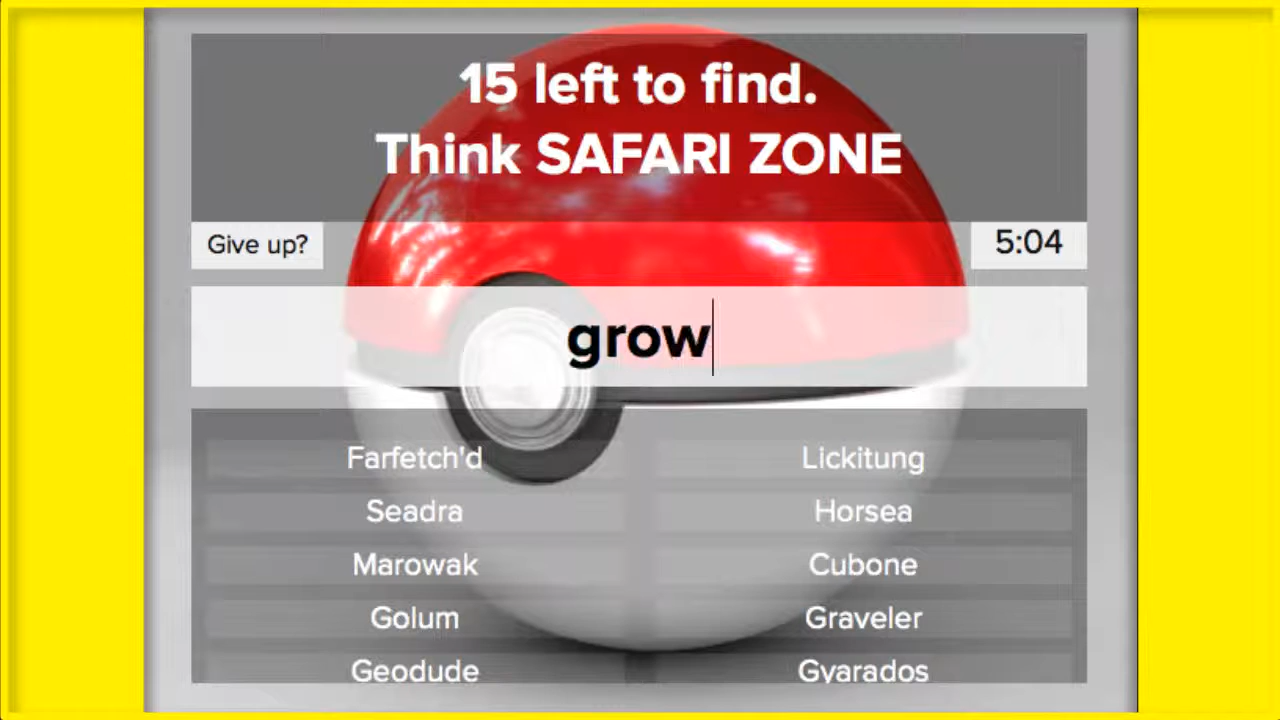 15 left to find.
Think SAFARI ZONE
Give up?
5:04
grow
Farfetch'd
Lickitung
Seadra
Horsea
Marowak
Cubone
Golum
Graveler
Geodude
Gyarados